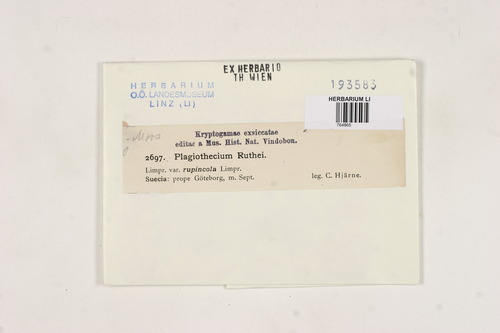 EX HERBARIO
TH WIEN
HERBARIUM
O.Ö. LANDESMUSEUM
LINZ (LI)
193583
HERBARIUM LI
764665
Kryptogamae exsiccatae
editae a Mus. Hist. Nat. Vindobon.
2697. Plagiothecium Ruthei.
Limpr. var. rupincola Limpr.
Suecia: prope Göteborg, m. Sept. leg. C. Hjärne.